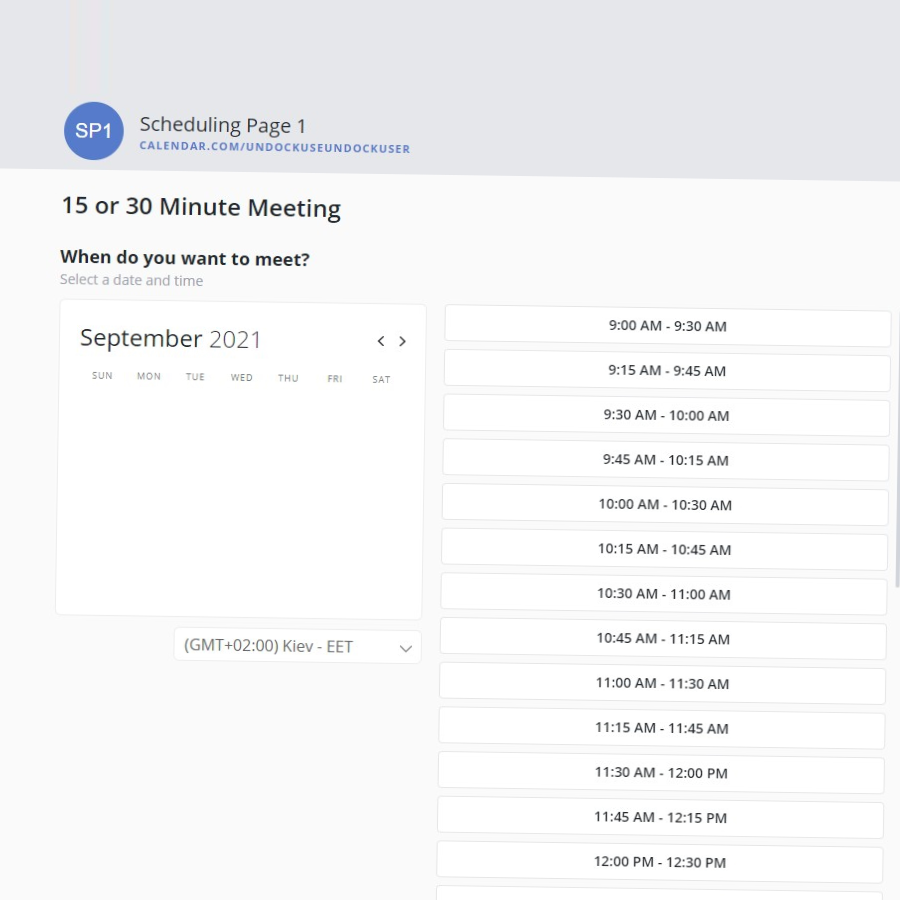 SP1
Scheduling Page 1
CALENDAR.COM/UNDOCKUSEUNDOCKUSER
15 or 30 Minute Meeting
When do you want to meet?
Select a date and time
September 2021
SUN MON TUE WED THU FRI SAT
(GMT+02:00) Kiev - EET
9:00 AM - 9:30 AM
9:15 AM - 9:45 AM
9:30 AM - 10:00 AM
9:45 AM - 10:15 AM
10:00 AM - 10:30 AM
10:15 AM - 10:45 AM
10:30 AM - 11:00 AM
10:45 AM - 11:15 AM
11:00 AM - 11:30 AM
11:15 AM - 11:45 AM
11:30 AM - 12:00 PM
11:45 AM - 12:15 PM
12:00 PM - 12:30 PM